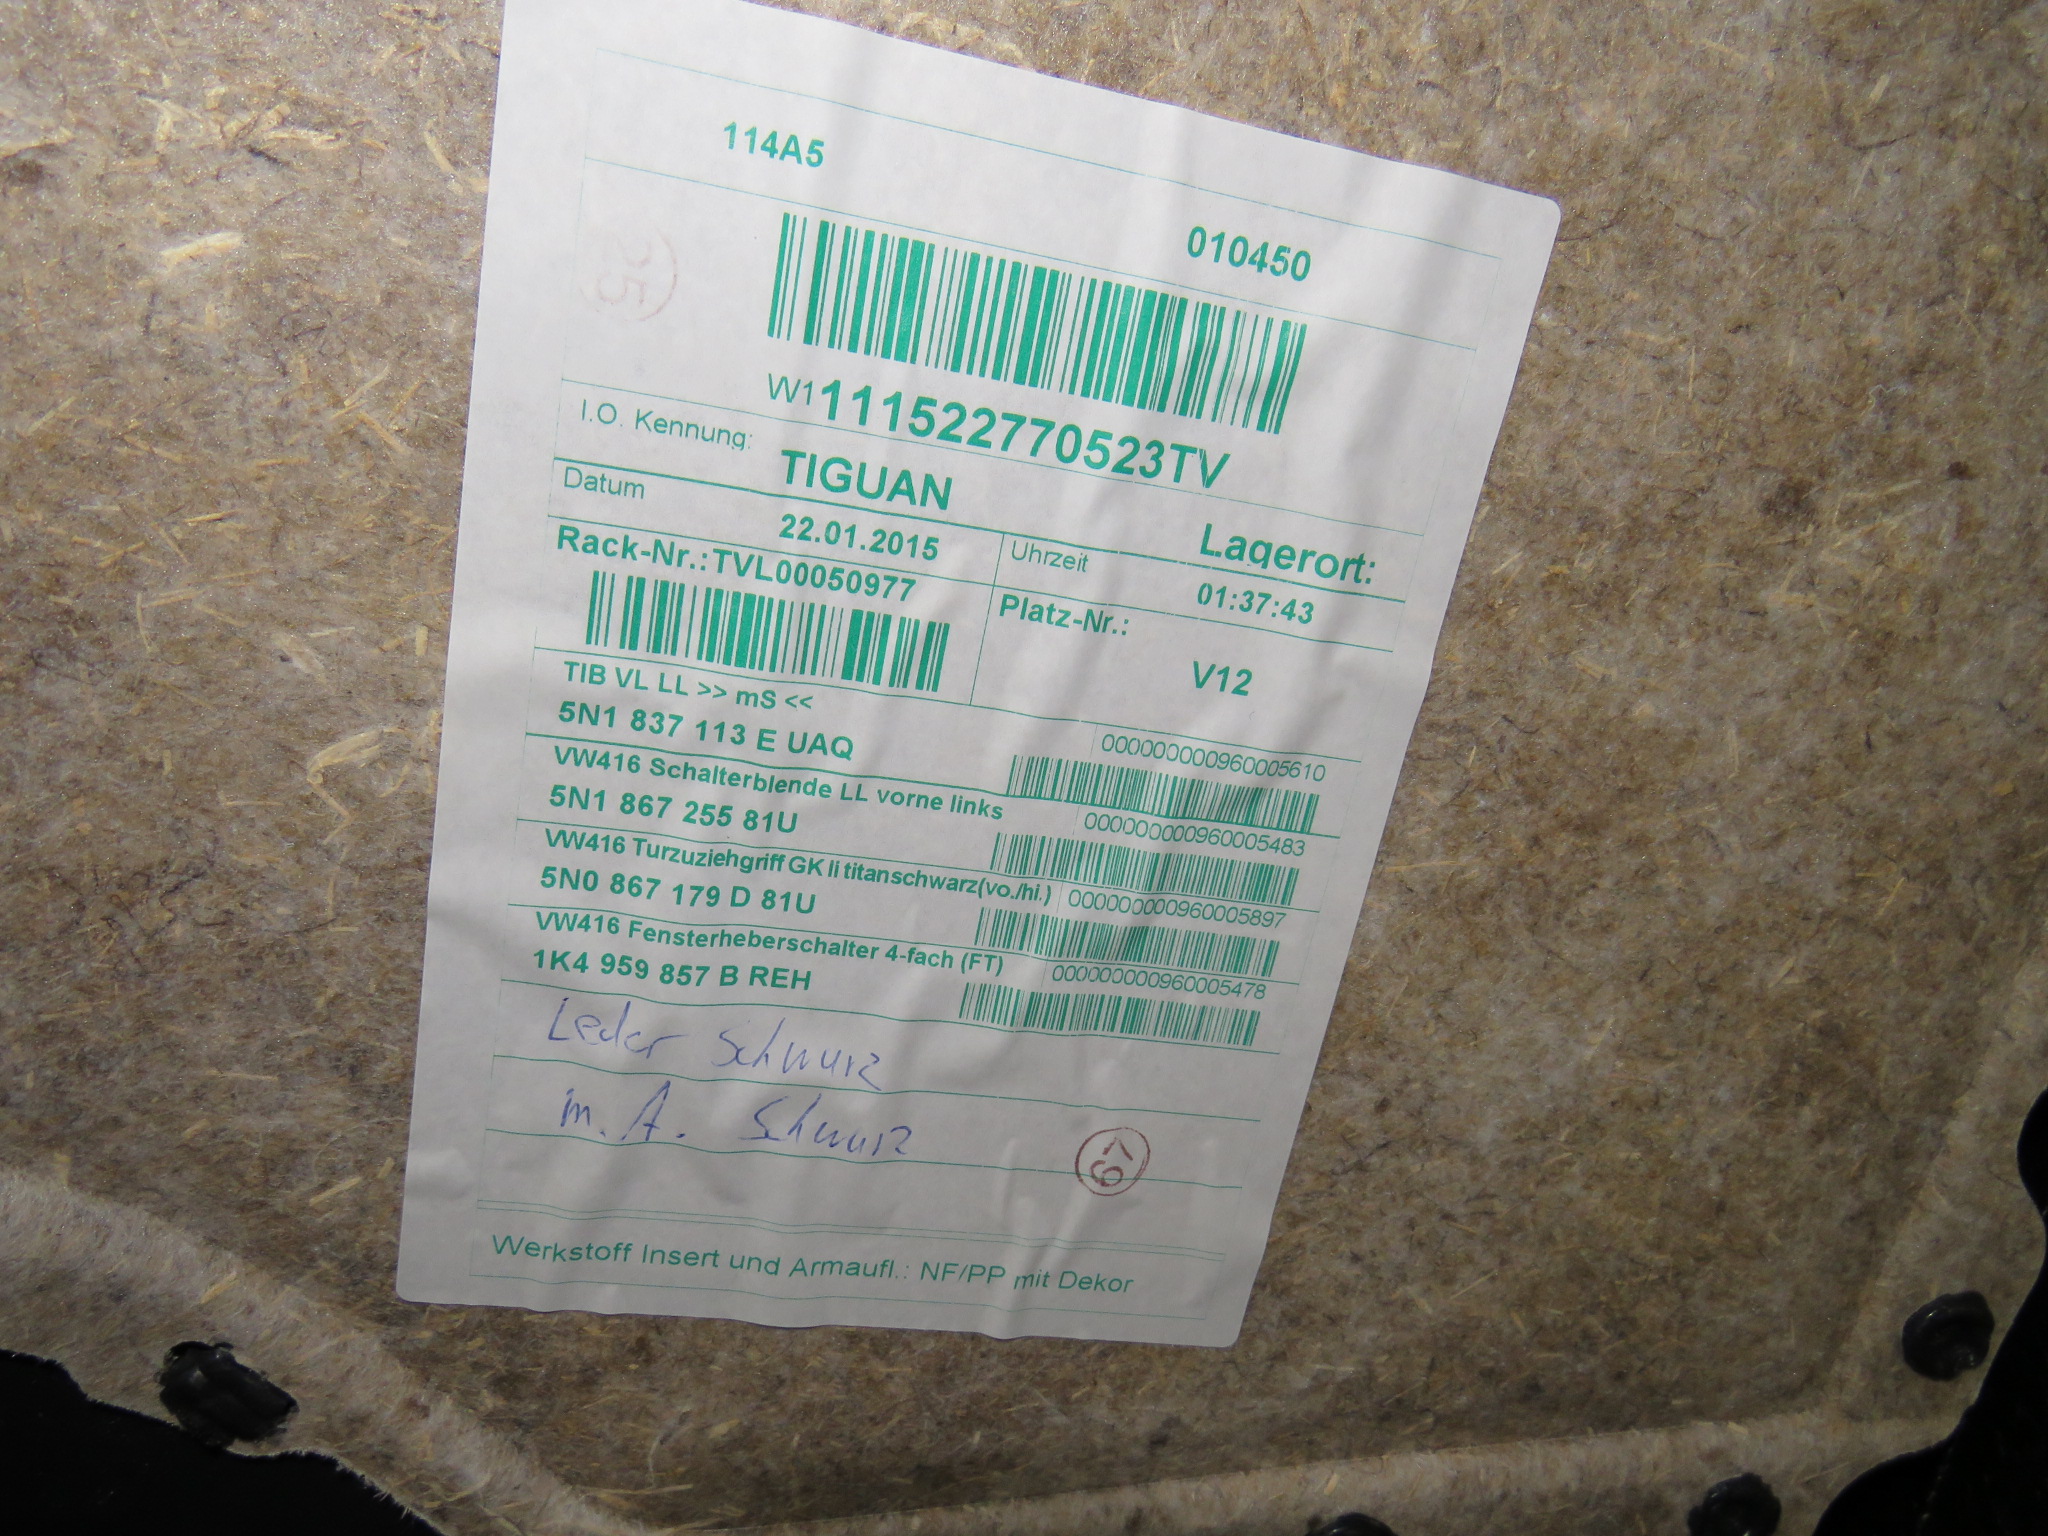 114A5
010450
W1111522770523TV
I.O. Kennung:
TIGUAN
Lagerort:
Datum
22.01.2015
Uhrzeit
01:37:43
Rack-Nr.:TVL00050977
Platz-Nr.:
V12
TIB VL LL >> mS <<
5N1 837 113 E UAQ
000000000960005610
VW416 Schalterblende LL vorne links
5N1 867 255 81U
000000000960005483
VW416 Turzuziehgriff GK li titanschwarz(vo./hi.)
5N0 867 179 D 81U
000000000960005897
VW416 Fensterheberschalter 4-fach (FT)
1K4 959 857 B REH
000000000960005478
Leder Schwarz
m. A. Schwarz
67
Werkstoff Insert und Armaufl.: NF/PP mit Dekor